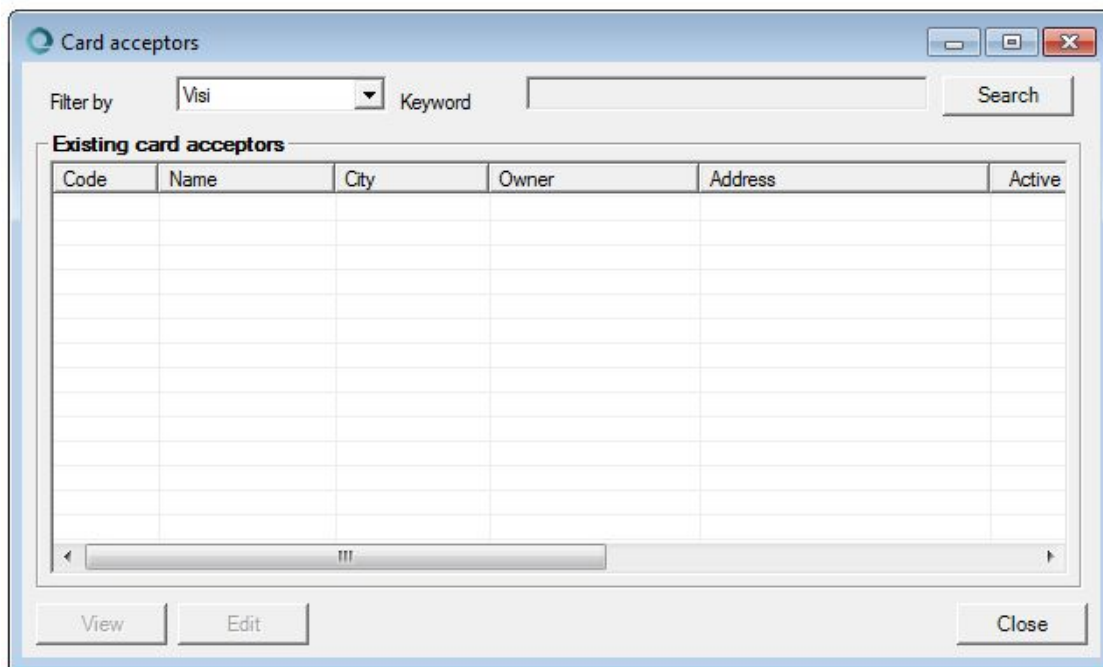 Card acceptors
Filter by Visi Keyword Search
Existing card acceptors
Code Name City Owner Address Active
View Edit Close